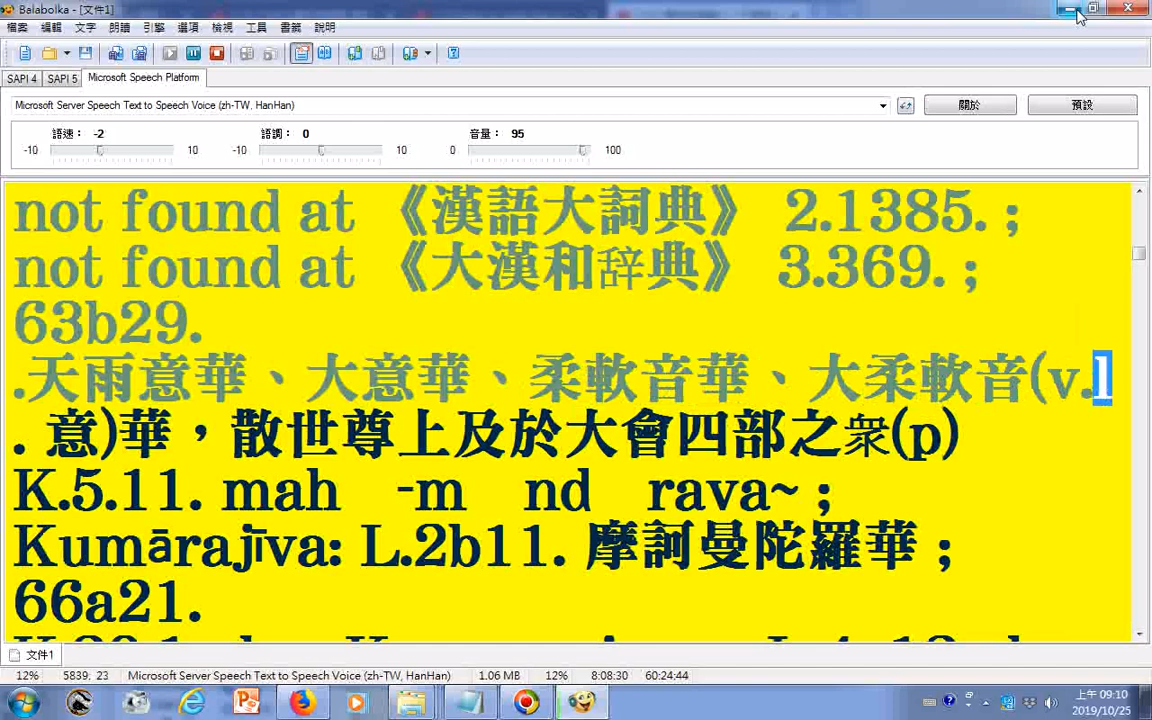 Balabolka - [文件1]
檔案 編輯 文字 朗讀 引擎 選項 檢視 工具 書籤 說明
SAPI 4 SAPI 5 Microsoft Speech Platform
Microsoft Server Speech Text to Speech Voice (zh-TW, HanHan) 關於 預設
語速： -2 語調： 0 音量： 95
-10 10 -10 10 0 100
not found at 《漢語大詞典》 2.1385. ;
not found at 《大漢和辞典》 3.369. ;
63b29.
.天雨意華、大意華、柔軟音華、大柔軟音(v.l
. 意)華，散世尊上及於大會四部之衆(p)
K.5.11. mah -m nd rava~ ;
Kumārajīva: L.2b11. 摩訶曼陀羅華；
66a21.
文件1
12% 5839, 23 Microsoft Server Speech Text to Speech Voice (zh-TW, HanHan) 1.06 MB 12% 8:08:30 60:24:44
上午 09:10
2019/10/25